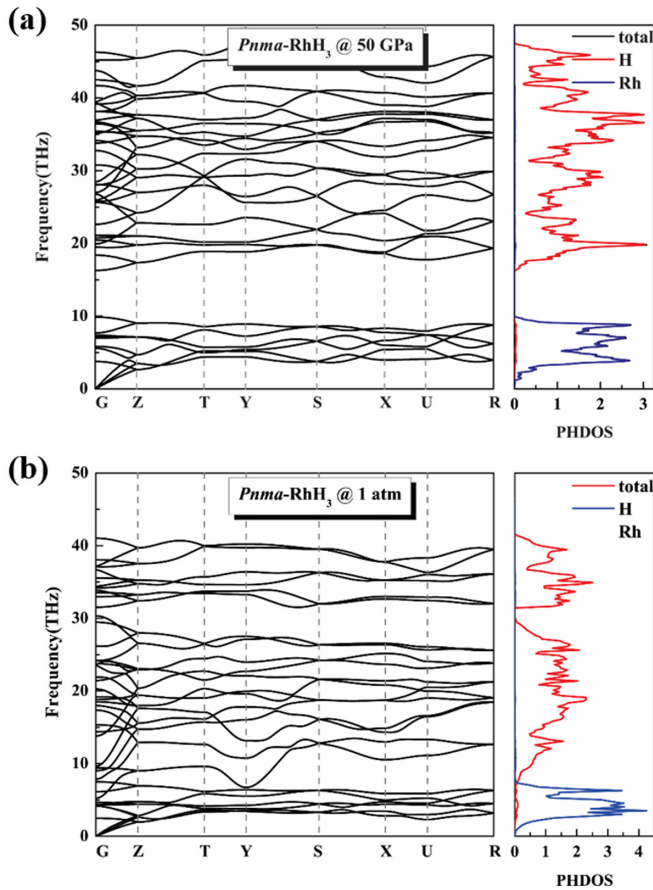 (a)
Pnma-RhH3 @ 50 GPa
total
H
Rh
50
40
30
20
10
0
Frequency(THz)
G Z T Y S X U R
0 1 2 3
PHDOS
(b)
Pnma-RhH3 @ 1 atm
total
H
Rh
50
40
30
20
10
0
Frequency(THz)
G Z T Y S X U R
0 1 2 3 4
PHDOS